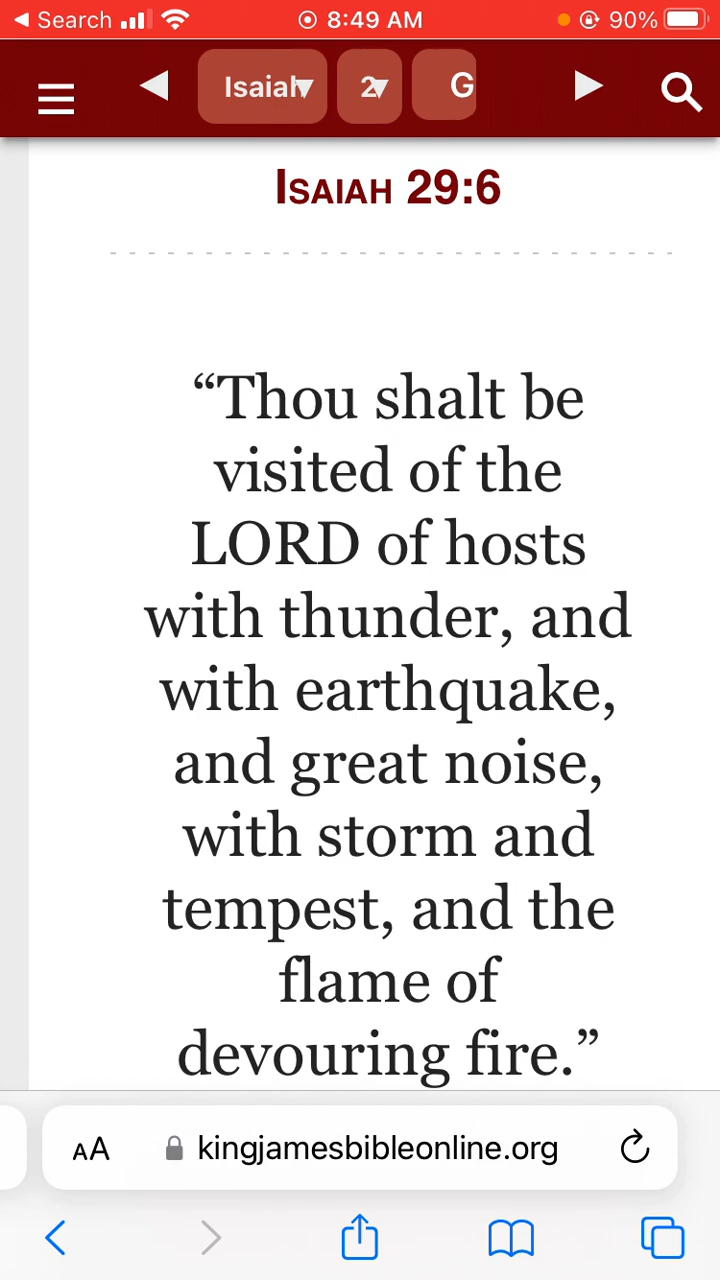 Search 8:49 AM 90%
Isaiah 2 G
Isaiah 29:6
“Thou shalt be
visited of the
LORD of hosts
with thunder, and
with earthquake,
and great noise,
with storm and
tempest, and the
flame of
devouring fire.”
AA kingjamesbibleonline.org